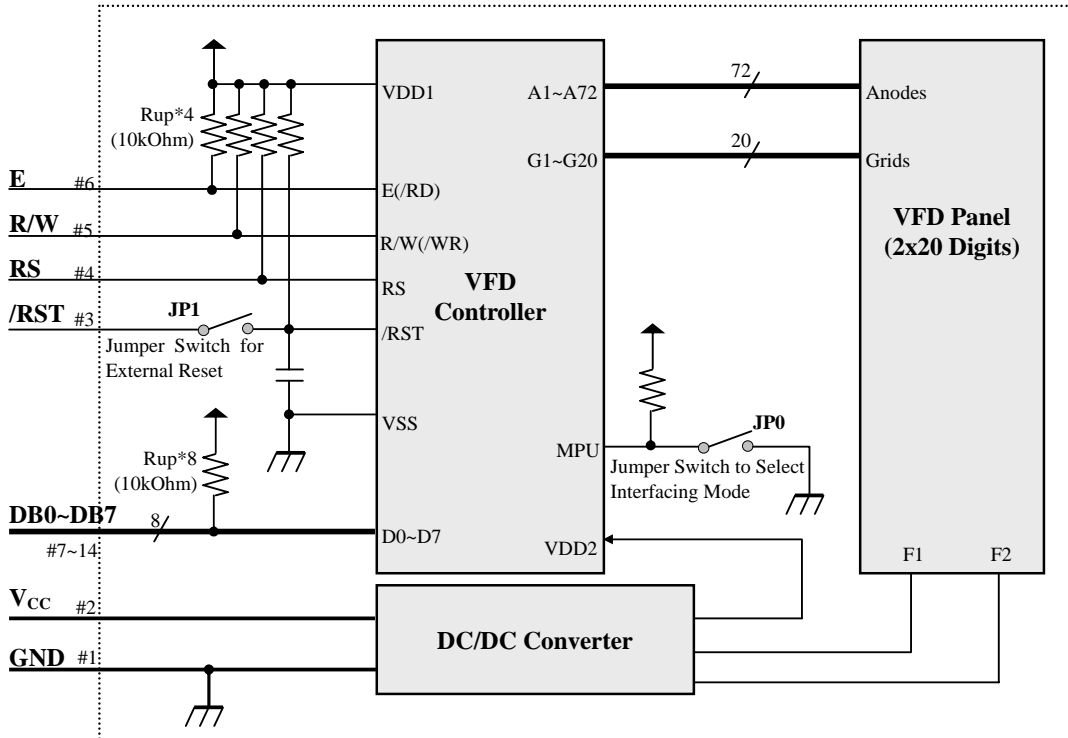 VDD1
A1~A72
72
Anodes
Rup*4
(10kOhm)
20
G1~G20
Grids
E
#6
E(/RD)
R/W
#5
R/W(/WR)
VFD Panel
(2x20 Digits)
RS
#4
RS
VFD
Controller
/RST
#3
JP1
/RST
Jumper Switch for
External Reset
VSS
JP0
MPU
Jumper Switch to Select
Interfacing Mode
Rup*8
(10kOhm)
DB0~DB7
8
D0~D7
#7~14
VDD2
F1
F2
VCC
#2
DC/DC Converter
GND
#1